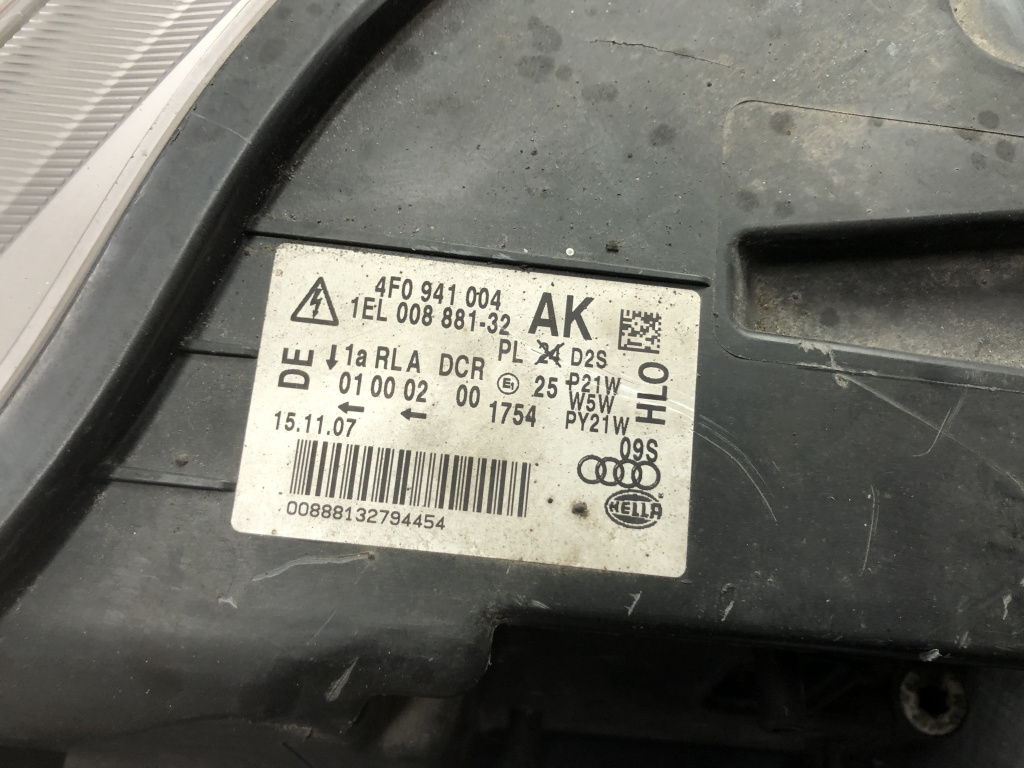 4F0 941 004 AK
1EL 008 881-32
PL 24 D2S
DE ↓ 1a RL A DCR E1 25 P21W
01 00 02 00 1754 W5W
← ← PY21W
15.11.07
HLO
09S
HELLA
00888132794454